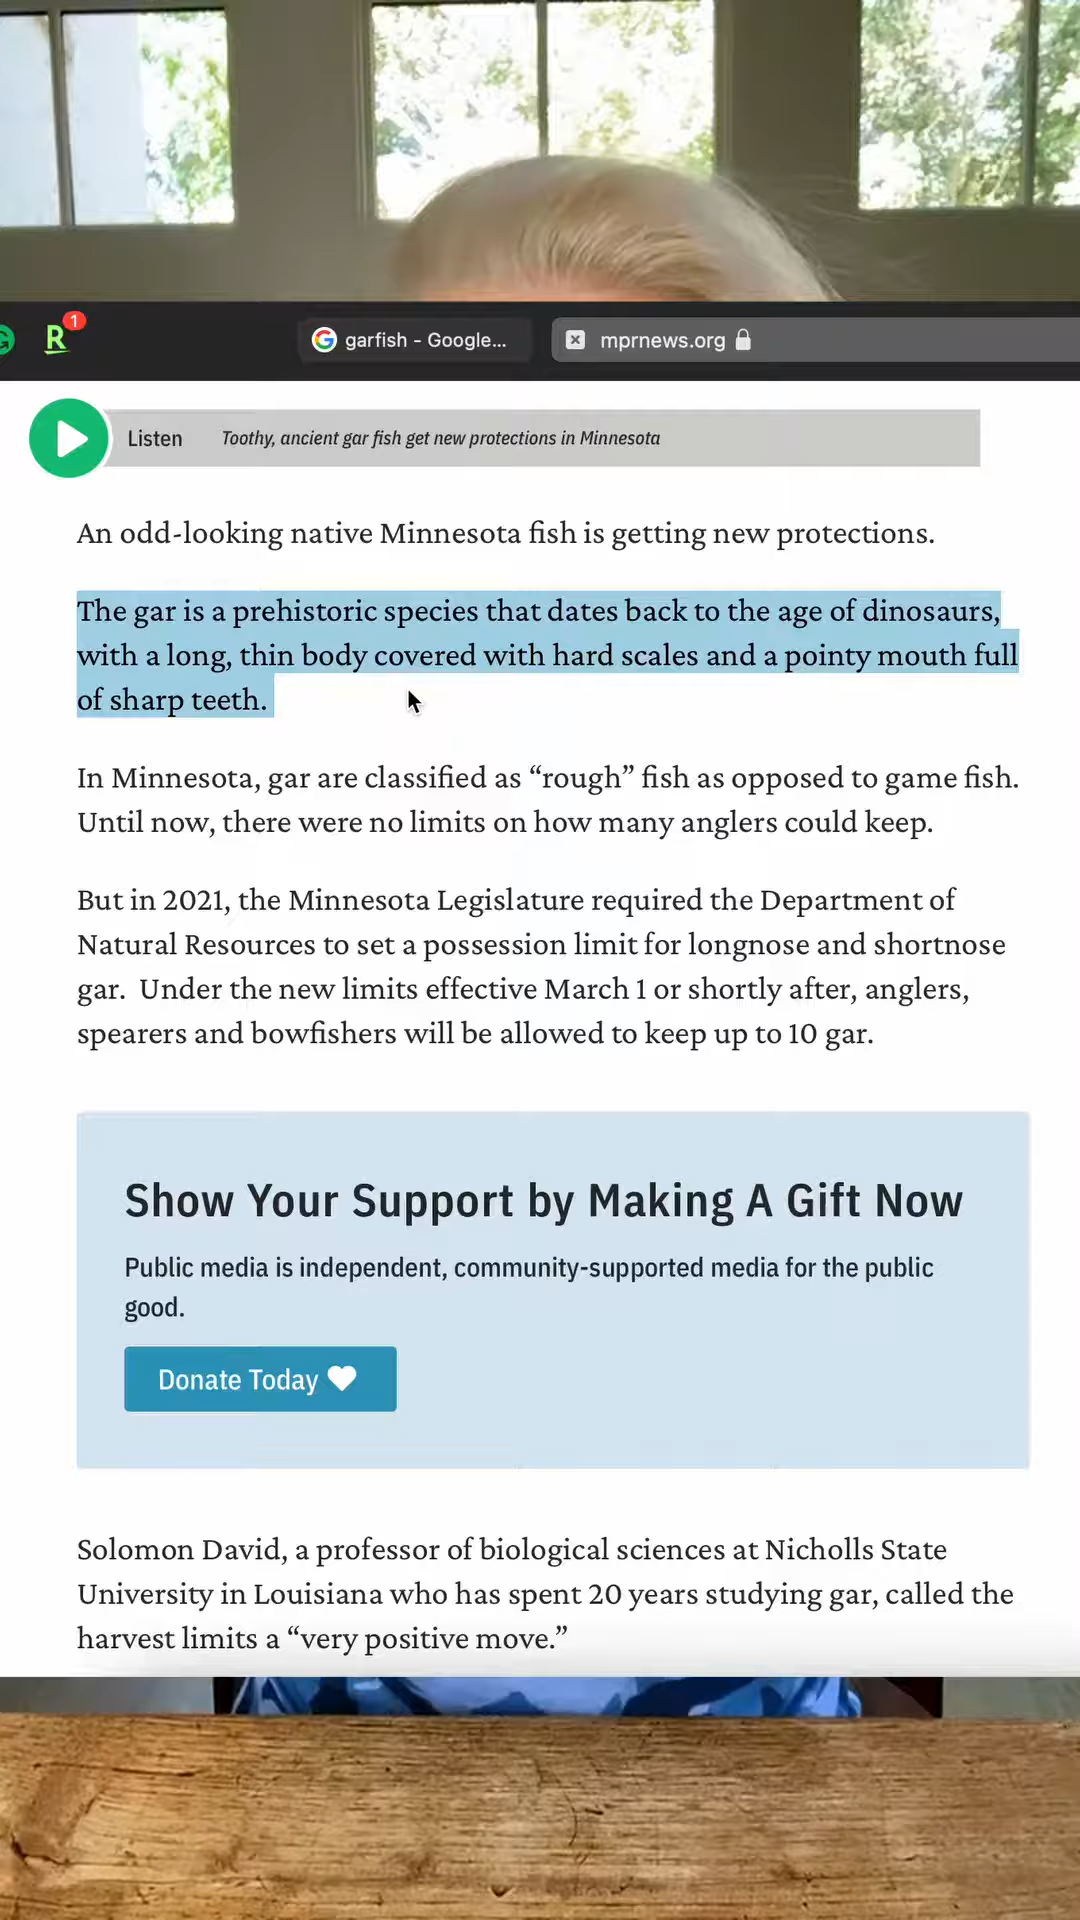 R 1 garfish - Google... mprnews.org
Listen Toothy, ancient gar fish get new protections in Minnesota
An odd-looking native Minnesota fish is getting new protections.
The gar is a prehistoric species that dates back to the age of dinosaurs,
with a long, thin body covered with hard scales and a pointy mouth full
of sharp teeth.
In Minnesota, gar are classified as “rough” fish as opposed to game fish.
Until now, there were no limits on how many anglers could keep.
But in 2021, the Minnesota Legislature required the Department of
Natural Resources to set a possession limit for longnose and shortnose
gar. Under the new limits effective March 1 or shortly after, anglers,
spearers and bowfishers will be allowed to keep up to 10 gar.
Show Your Support by Making A Gift Now
Public media is independent, community-supported media for the public
good.
Donate Today
Solomon David, a professor of biological sciences at Nicholls State
University in Louisiana who has spent 20 years studying gar, called the
harvest limits a “very positive move.”